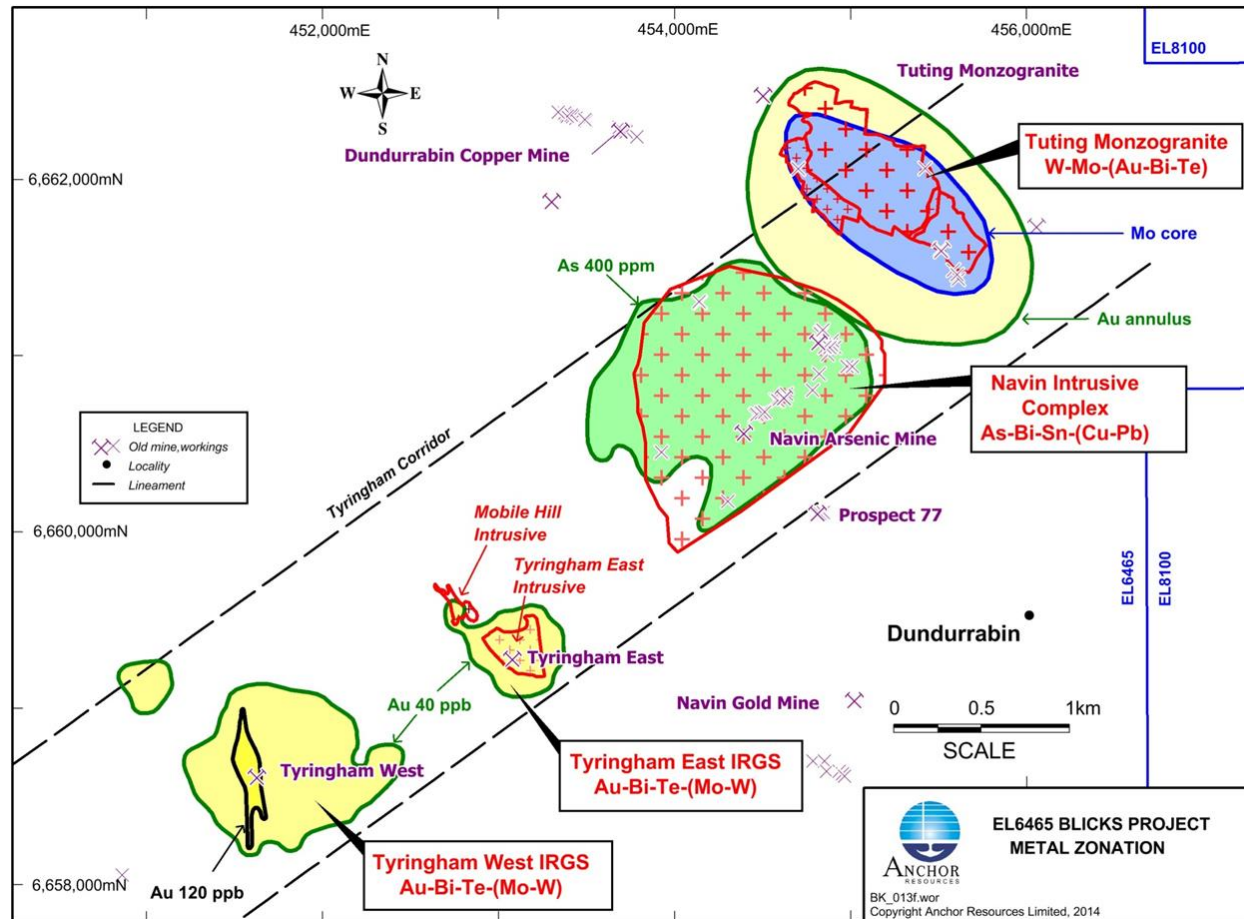 452,000mE
454,000mE
456,000mE
EL8100
N
W
E
S
Tuting Monzogranite
Dundurrabin Copper Mine
Tuting Monzogranite
W-Mo-(Au-Bi-Te)
6,662,000mN
Mo core
As 400 ppm
Au annulus
Navin Intrusive
Complex
As-Bi-Sn-(Cu-Pb)
LEGEND
Old mine,workings
Locality
Lineament
Tyringham Corridor
Navin Arsenic Mine
6,660,000mN
Mobile Hill
Intrusive
Prospect 77
Tyringham East
Intrusive
EL6465
EL8100
Dundurrabin
Tyringham East
Au 40 ppb
Navin Gold Mine
0
0.5
1km
SCALE
Tyringham West
Tyringham East IRGS
Au-Bi-Te-(Mo-W)
Tyringham West IRGS
Au-Bi-Te-(Mo-W)
6,658,000mN
Au 120 ppb
ANCHOR
RESOURCES
EL6465 BLICKS PROJECT
METAL ZONATION
BK_013f.wor
Copyright Anchor Resources Limited, 2014